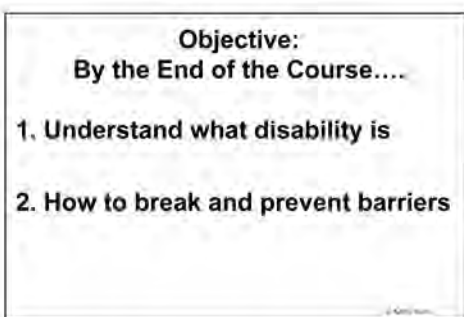 Objective:
By the End of the Course....
1. Understand what disability is
2. How to break and prevent barriers